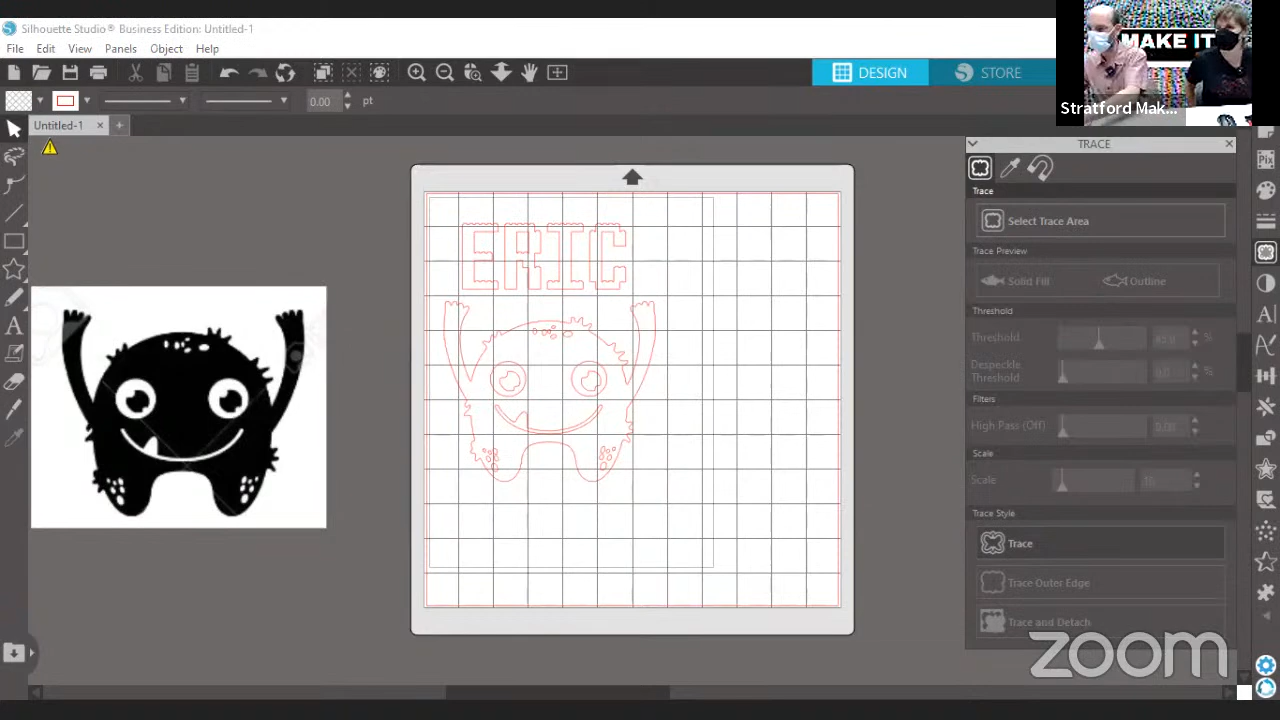 Silhouette Studio® Business Edition: Untitled-1
File Edit View Panels Object Help
DESIGN
STORE
MAKE IT
Stratford Mak...
0.00 pt
Untitled-1
TRACE
Trace
Select Trace Area
Trace Preview
Solid Fill
Outline
Threshold
Threshold
%
Despeckle
Threshold
0.0 %
Filters
High Pass (Off)
Scale
Scale
Trace Style
Trace
Trace Outer Edge
Trace and Detach
ERIC
zoom